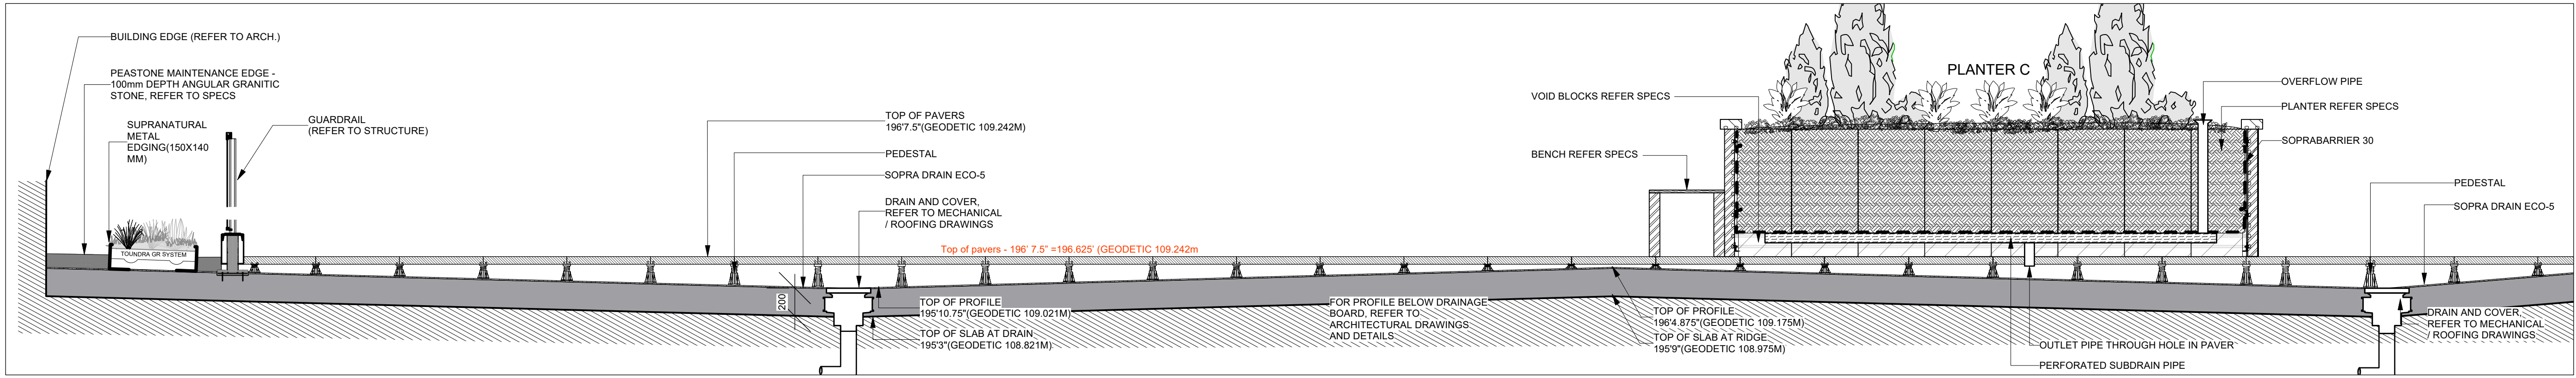 BUILDING EDGE (REFER TO ARCH.)
PEASTONE MAINTENANCE EDGE -
100mm DEPTH ANGULAR GRANITIC
STONE, REFER TO SPECS
SUPRANATURAL
METAL
EDGING(150X140
MM)
GUARDRAIL
(REFER TO STRUCTURE)
TOUNDRA GR SYSTEM
TOP OF PAVERS
196'7.5"(GEODETIC 109.242M)
PEDESTAL
SOPRA DRAIN ECO-5
DRAIN AND COVER,
REFER TO MECHANICAL
/ ROOFING DRAWINGS
Top of pavers - 196' 7.5" =196.625' (GEODETIC 109.242m
200
TOP OF PROFILE
195'10.75"(GEODETIC 109.021M)
TOP OF SLAB AT DRAIN
195'3"(GEODETIC 108.821M)
FOR PROFILE BELOW DRAINAGE
BOARD, REFER TO
ARCHITECTURAL DRAWINGS
AND DETAILS
VOID BLOCKS REFER SPECS
BENCH REFER SPECS
PLANTER C
OVERFLOW PIPE
PLANTER REFER SPECS
SOPRABARRIER 30
PEDESTAL
SOPRA DRAIN ECO-5
TOP OF PROFILE
196'4.875"(GEODETIC 109.175M)
TOP OF SLAB AT RIDGE
195'9"(GEODETIC 108.975M)
OUTLET PIPE THROUGH HOLE IN PAVER
PERFORATED SUBDRAIN PIPE
DRAIN AND COVER,
REFER TO MECHANICAL
/ ROOFING DRAWINGS